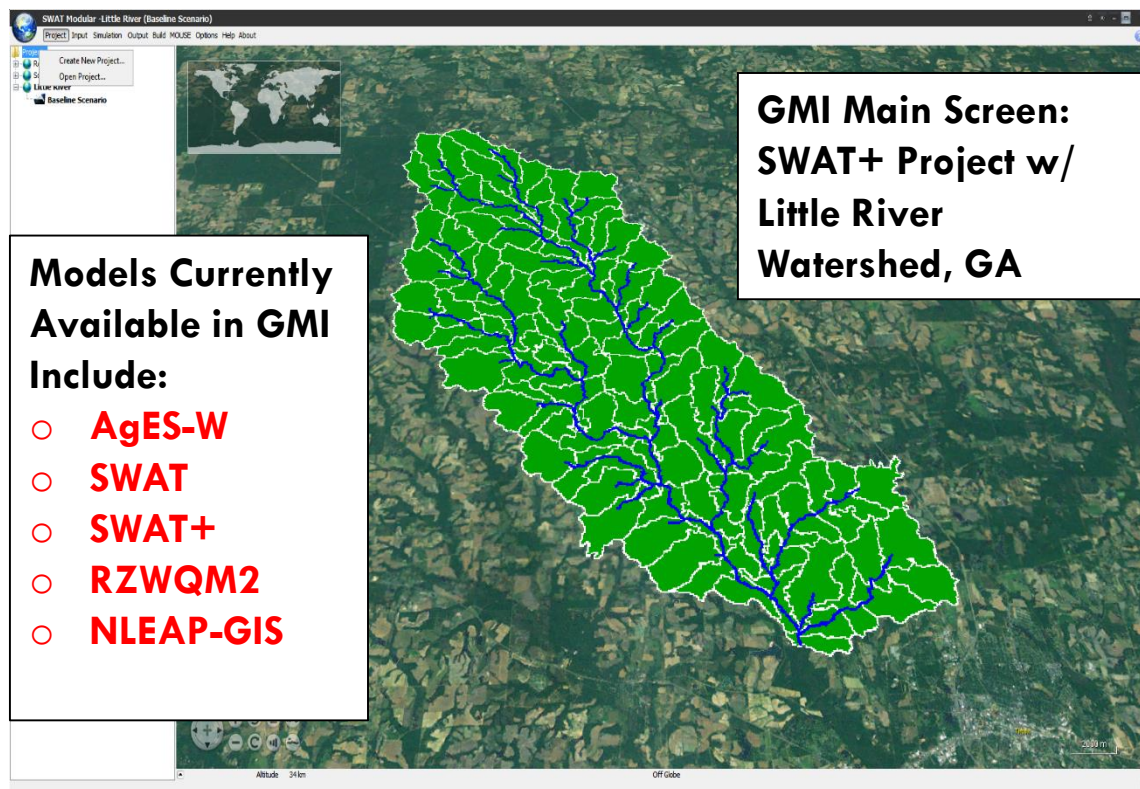 SWAT Modular -Little River (Baseline Scenario)
Project Input Simulation Output Build MOUSE Options Help About
Create New Project...
Open Project...
Little River
Baseline Scenario
GMI Main Screen:
SWAT+ Project w/
Little River
Watershed, GA
Models Currently
Available in GMI
Include:
○ AgES-W
○ SWAT
○ SWAT+
○ RZWQM2
○ NLEAP-GIS
Altitude 34 km
Off Globe